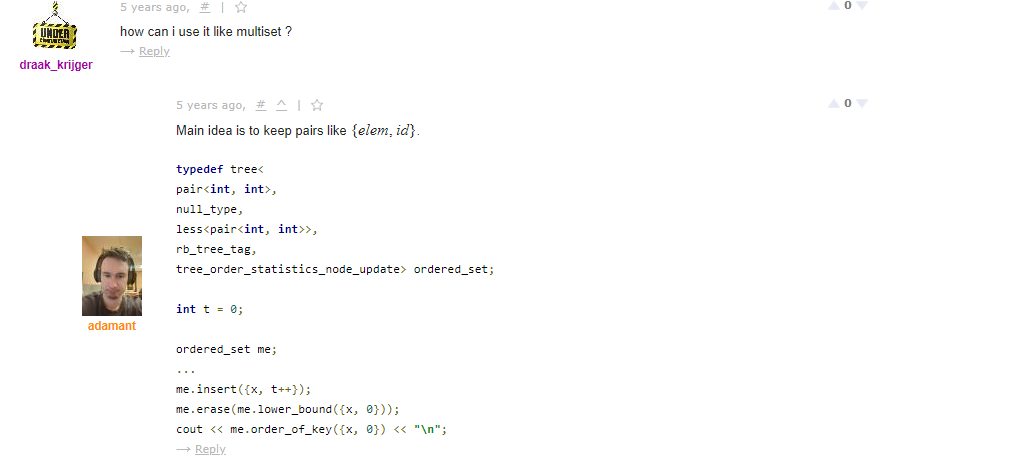 5 years ago, # |
0
UNDER
CONSTRUCTION
how can i use it like multiset ?
→ Reply
draak_krijger
5 years ago, # ^ |
0
Main idea is to keep pairs like {elem, id}.
typedef tree<
pair<int, int>,
null_type,
less<pair<int, int>>,
rb_tree_tag,
tree_order_statistics_node_update> ordered_set;
int t = 0;
ordered_set me;
...
me.insert({x, t++});
me.erase(me.lower_bound({x, 0}));
cout << me.order_of_key({x, 0}) << "\n";
adamant
→ Reply